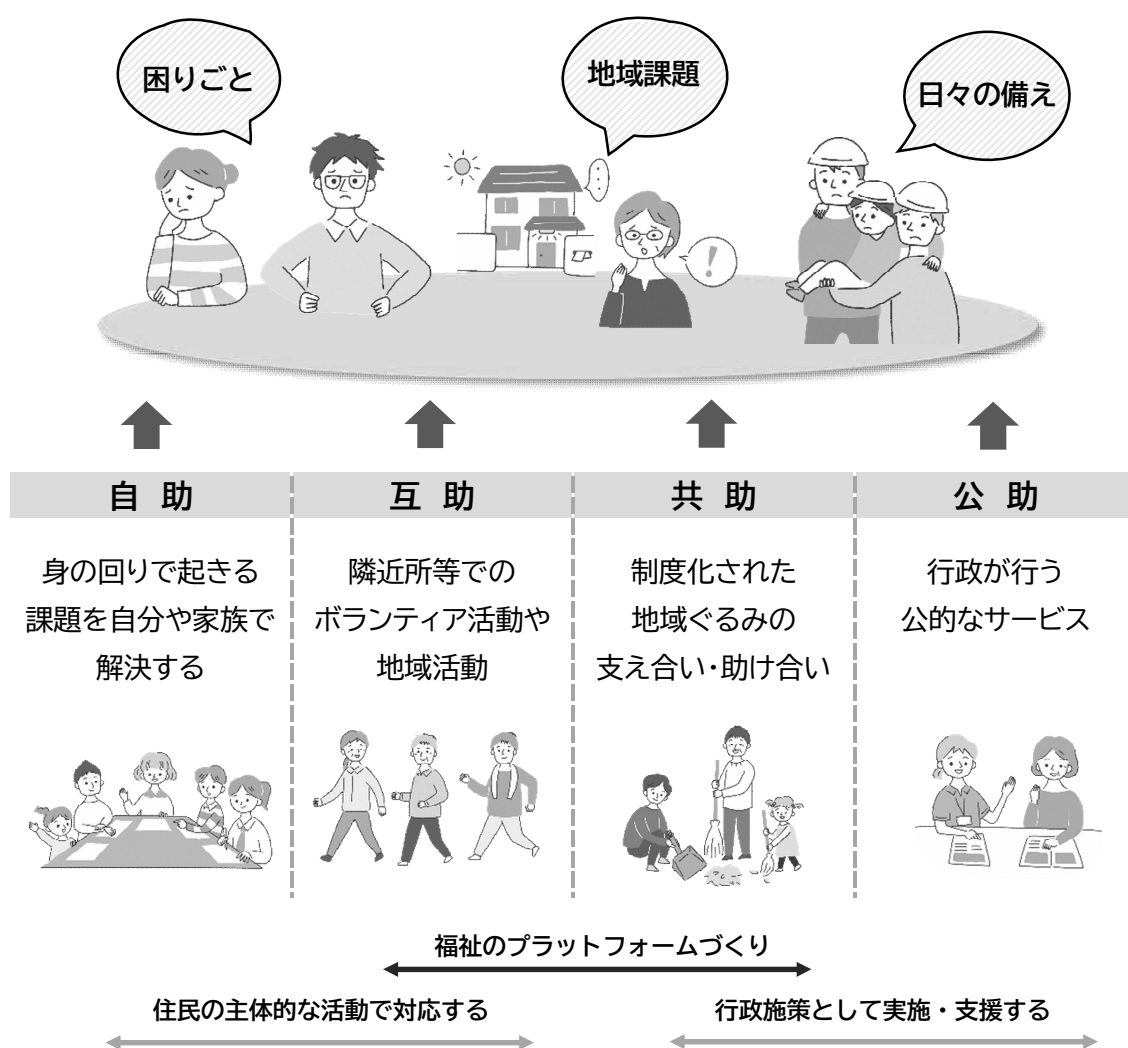 困りごと
地域課題
日々の備え
!
自助
身の回りで起きる
課題を自分や家族で
解決する
互助
隣近所等での
ボランティア活動や
地域活動
共助
制度化された
地域ぐるみの
支え合い・助け合い
公助
行政が行う
公的なサービス
福祉のプラットフォームづくり
住民の主体的な活動で対応する
行政施策として実施・支援する